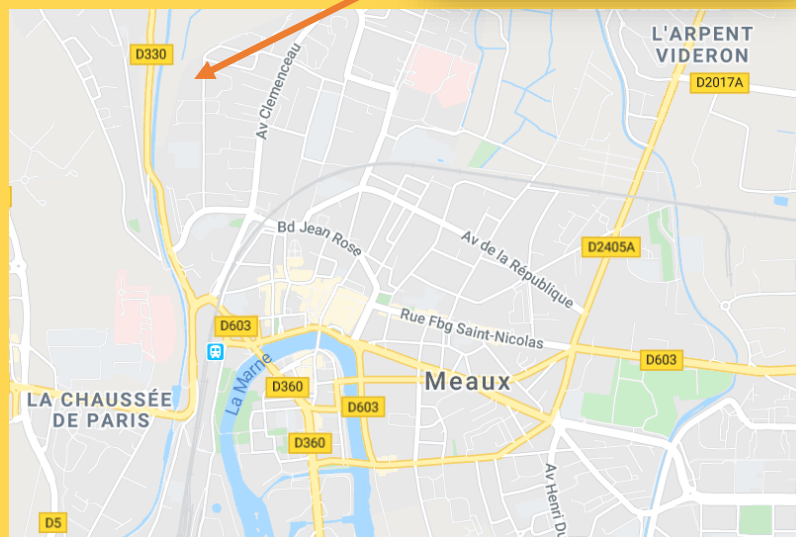 L'ARPENT
VIDERON
D330
D2017A
Av Clemenceau
Bd Jean Rose
Av de la République
D2405A
Rue Fbg Saint-Nicolas
D603
D603
La Marne
Meaux
D360
LA CHAUSSÉE
DE PARIS
D603
D360
Av Henri Du
D5